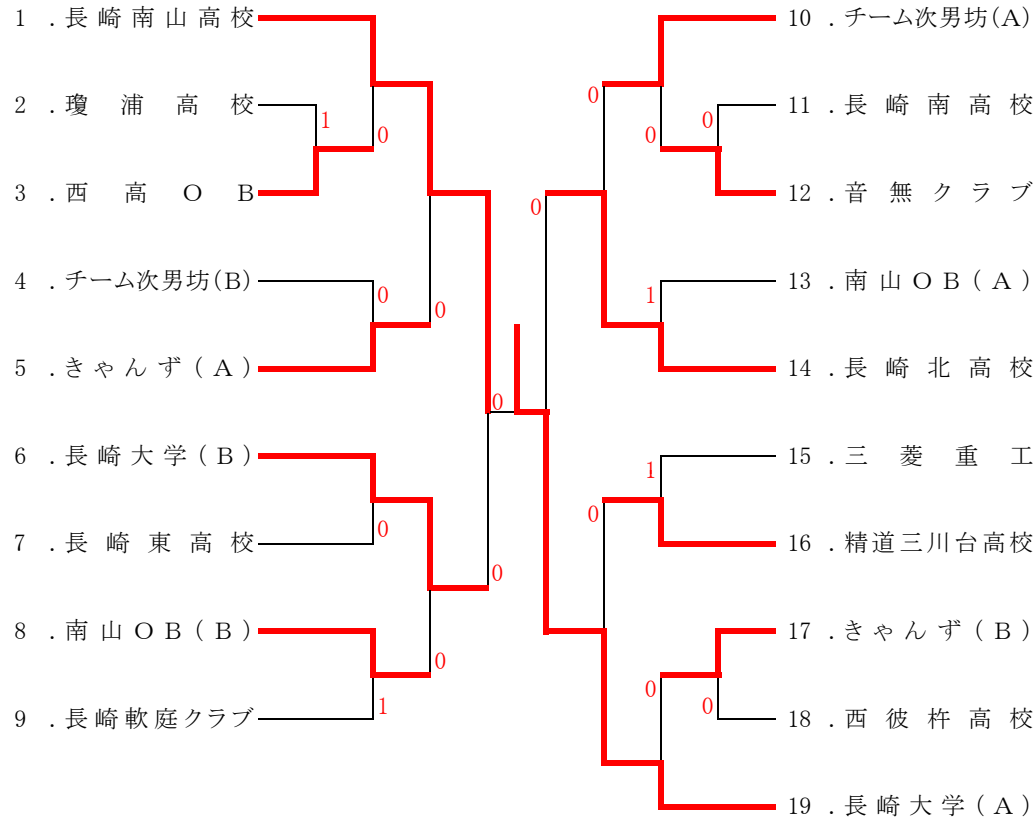 1 .長崎南山高校
2 .瓊浦高校
3 .西高OB
4 .チーム次男坊(B)
5 .きゃんず(A)
6 .長崎大学(B)
7 .長崎東高校
8 .南山OB(B)
9 .長崎軟庭クラブ
1
0
0
0
0
0
0
0
1
10 .チーム次男坊(A)
11 .長崎南高校
12 .音無クラブ
13 .南山OB(A)
14 .長崎北高校
15 .三菱重工
16 .精道三川台高校
17 .きゃんず(B)
18 .西彼杵高校
19 .長崎大学(A)
0
0
0
0
1
1
0
0
0